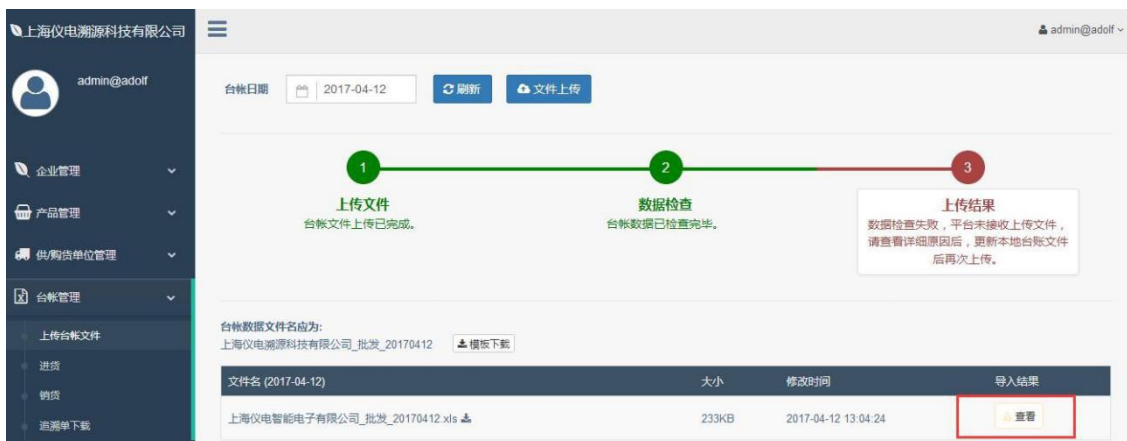 上海仪电溯源科技有限公司
admin@adolf
admin@adolf
台帐日期
2017-04-12
刷新
文件上传
企业管理
产品管理
供/购货单位管理
台帐管理
上传台帐文件
进货
销货
追溯单下载
1
上传文件
台帐文件上传已完成。
2
数据检查
台帐数据已检查完毕。
3
上传结果
数据检查失败，平台未接收上传文件，
请查看详细原因后，更新本地台账文件
后再次上传。
台帐数据文件名应为:
上海仪电溯源科技有限公司_批发_20170412 模板下载
文件名 (2017-04-12) 大小 修改时间 导入结果
上海仪电智能电子有限公司_批发_20170412.xls 233KB 2017-04-12 13:04:24 查看